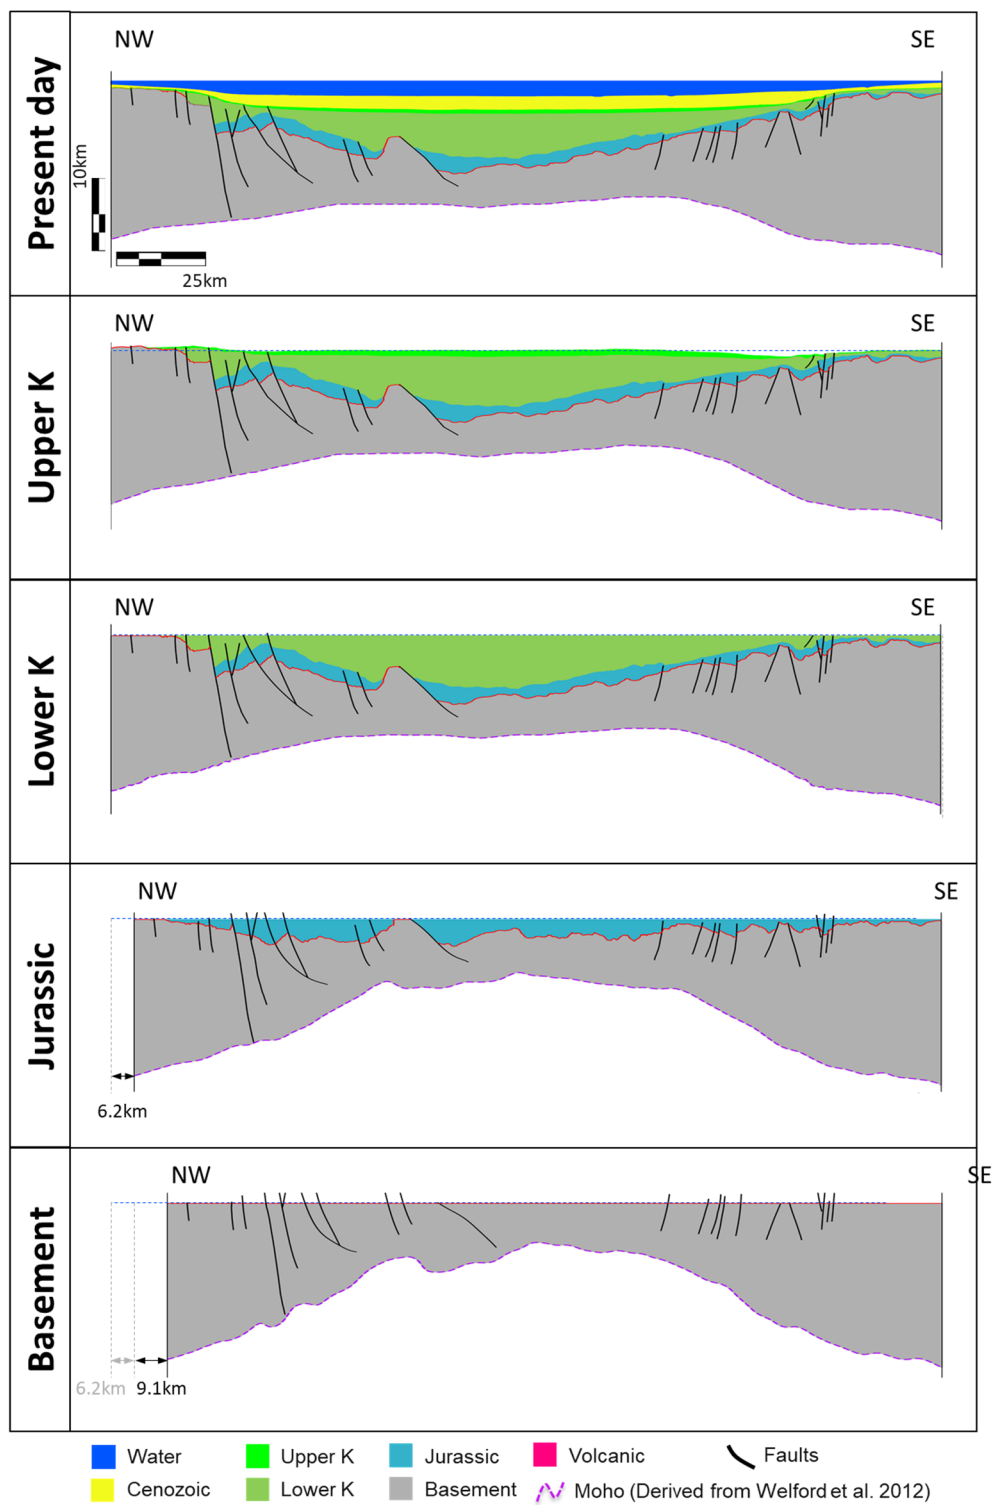 Present day
NW
SE
10km
25km
Upper K
NW
SE
Lower K
NW
SE
Jurassic
NW
SE
6.2km
Basement
NW
SE
6.2km
9.1km
Water
Upper K
Jurassic
Volcanic
Faults
Cenozoic
Lower K
Basement
Moho (Derived from Welford et al. 2012)